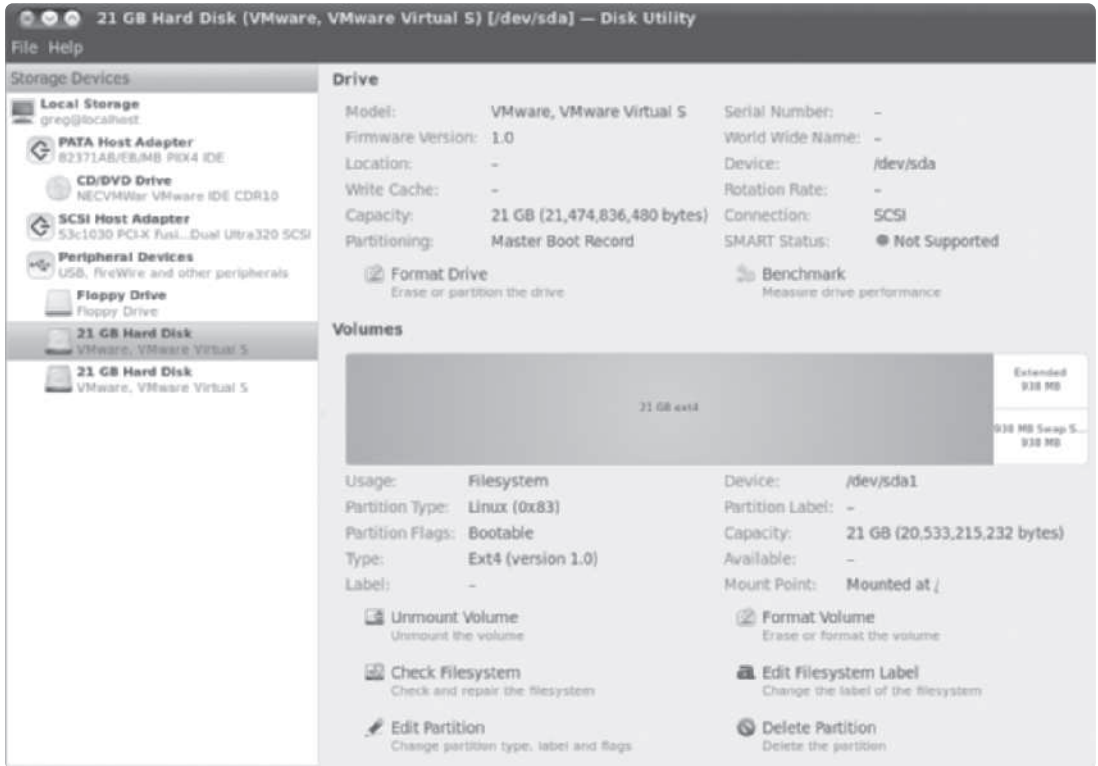 21 GB Hard Disk (VMware, VMware Virtual S) [/dev/sda] — Disk Utility
File Help
Storage Devices
Local Storage
greg@localhost
PATA Host Adapter
82371AB/EB/MB PIIX4 IDE
CD/DVD Drive
NECVMWar VMware IDE CDR10
SCSI Host Adapter
53c1030 PCI-X Fusi...Dual Ultra320 SCSI
Peripheral Devices
USB, FireWire and other peripherals
Floppy Drive
Floppy Drive
21 GB Hard Disk
VMware, VMware Virtual S
21 GB Hard Disk
VMware, VMware Virtual S
Drive
Model: VMware, VMware Virtual S Serial Number: –
Firmware Version: 1.0 World Wide Name: –
Location: – Device: /dev/sda
Write Cache: – Rotation Rate: –
Capacity: 21 GB (21,474,836,480 bytes) Connection: SCSI
Partitioning: Master Boot Record SMART Status: Not Supported
Format Drive
Erase or partition the drive
Benchmark
Measure drive performance
Volumes
21 GB ext4
Extended
938 MB
938 MB Swap S...
938 MB
Usage: Filesystem Device: /dev/sda1
Partition Type: Linux (0x83) Partition Label: –
Partition Flags: Bootable Capacity: 21 GB (20,533,215,232 bytes)
Type: Ext4 (version 1.0) Available: –
Label: – Mount Point: Mounted at /
Unmount Volume
Unmount the volume
Format Volume
Erase or format the volume
Check Filesystem
Check and repair the filesystem
Edit Filesystem Label
Change the label of the filesystem
Edit Partition
Change partition type, label and flags
Delete Partition
Delete the partition